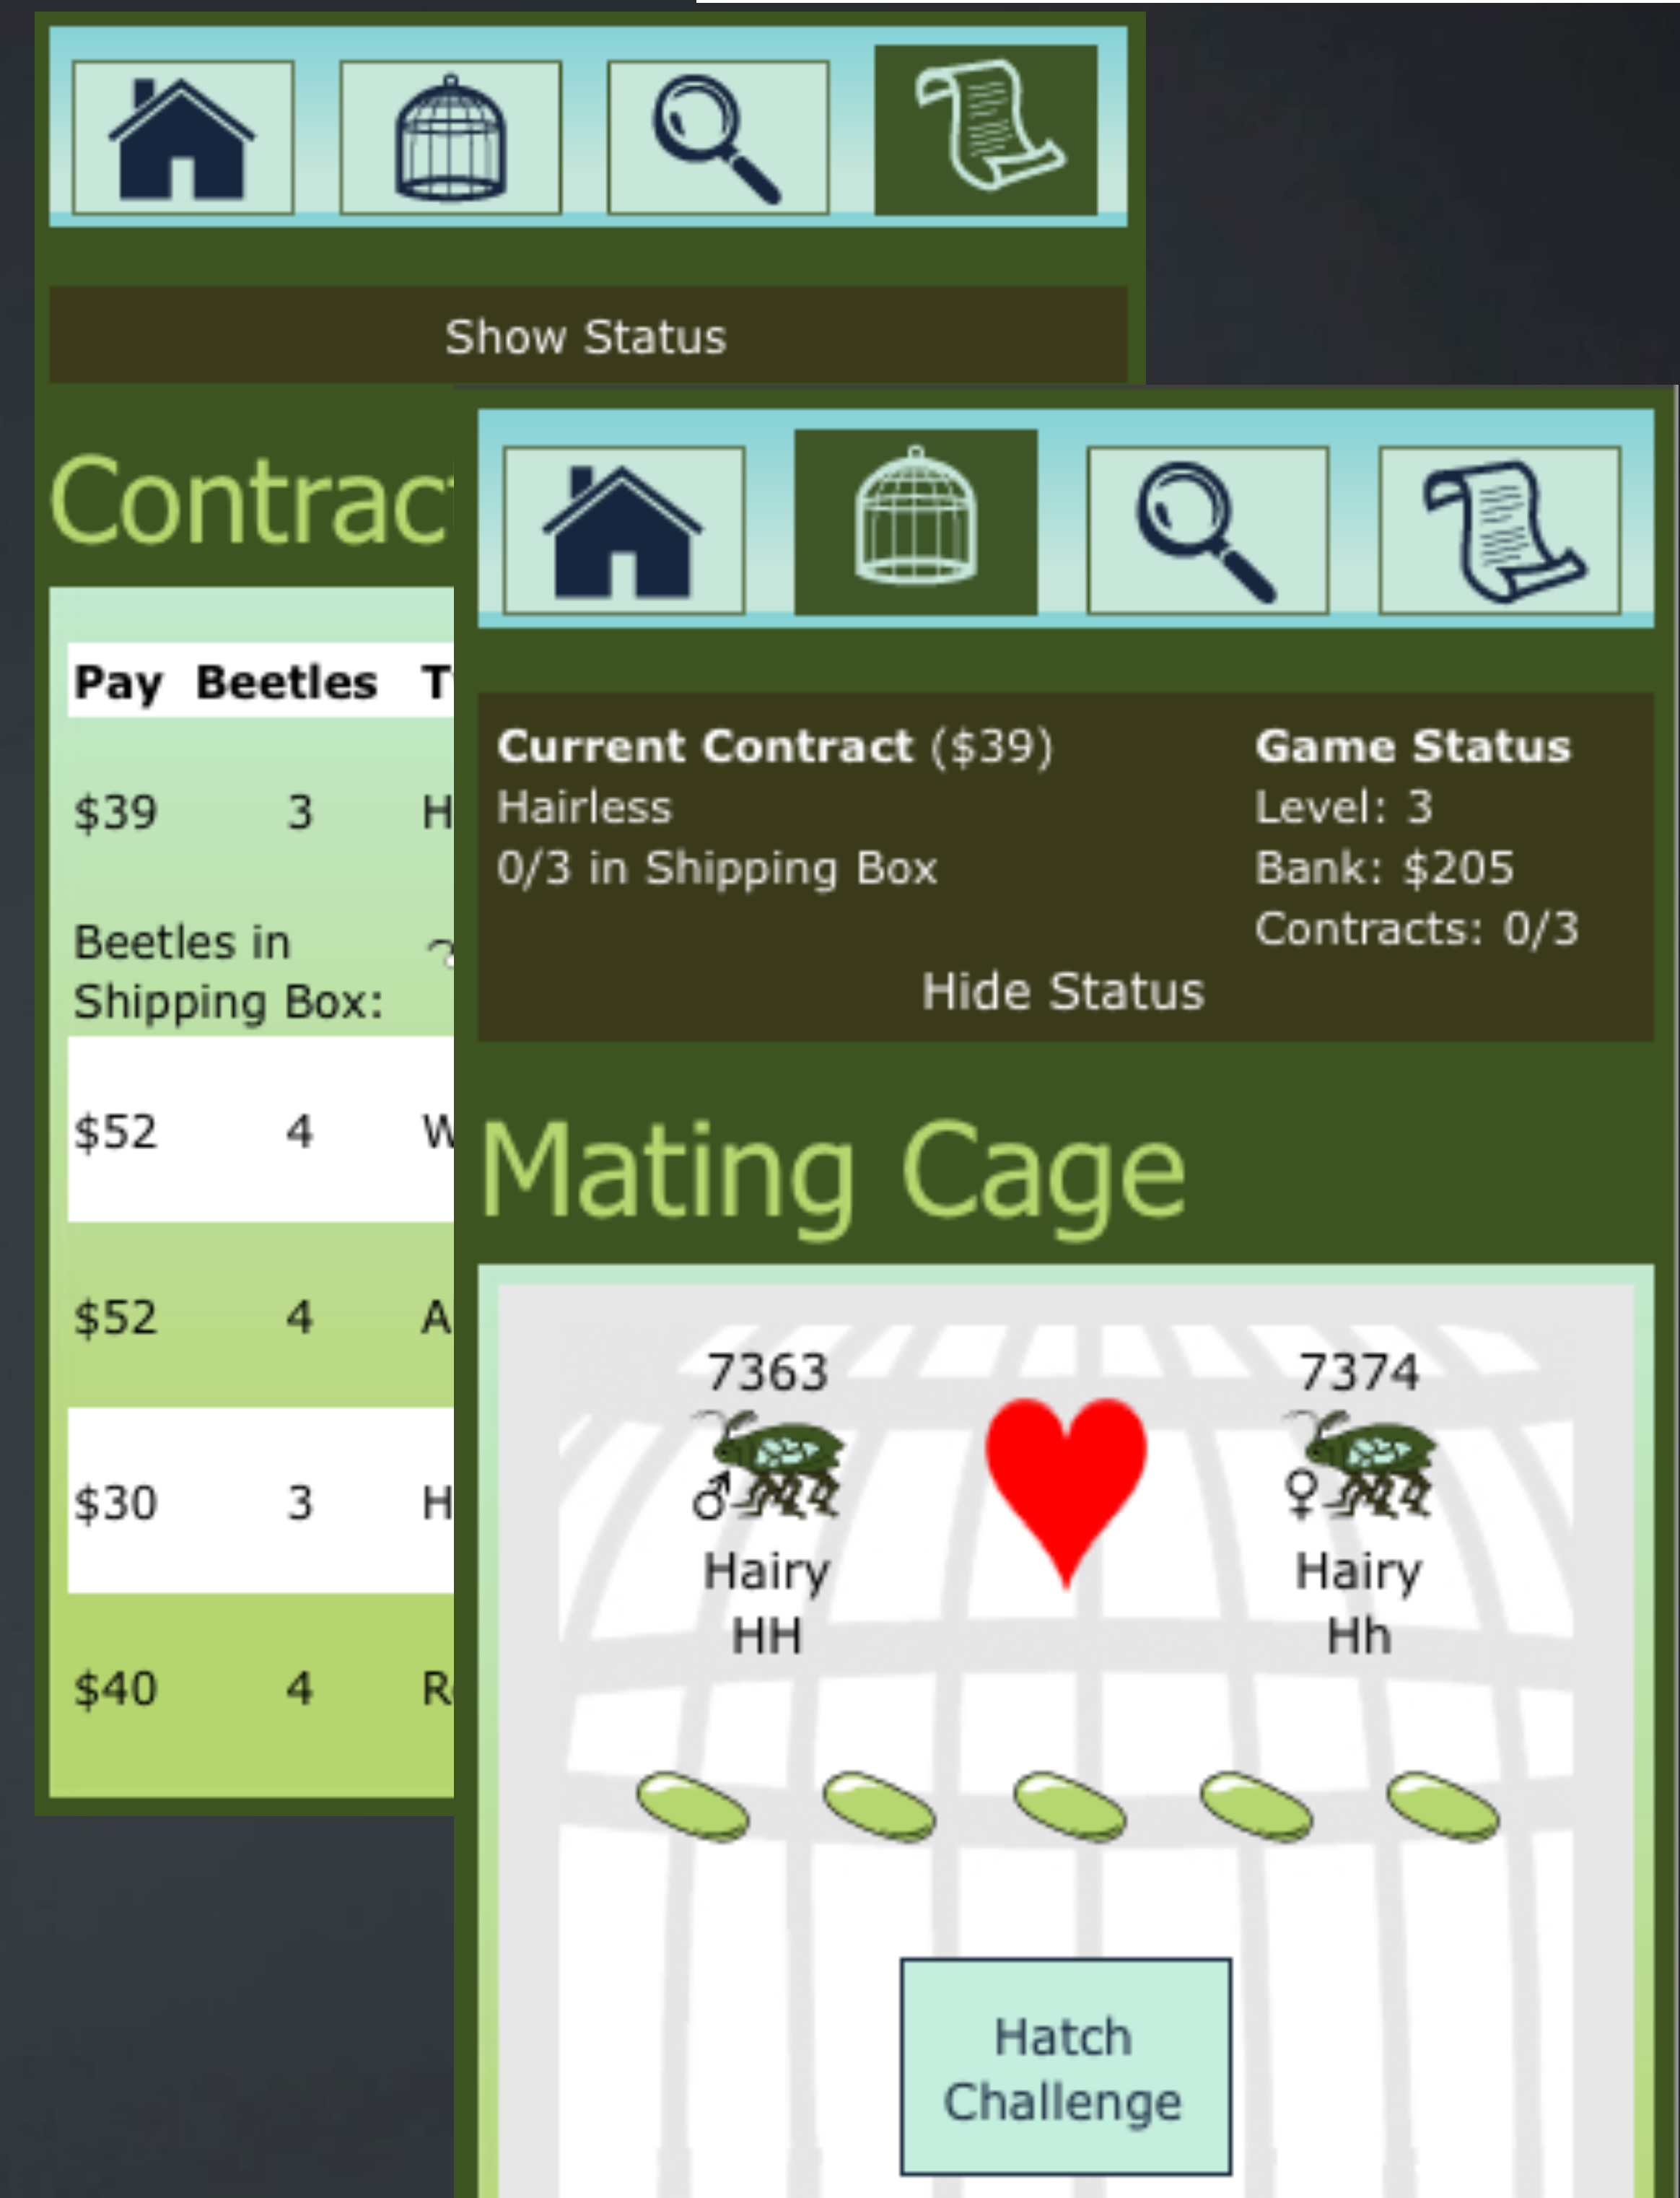 Show Status
Pay Beetles
$39 3
Beetles in
Shipping Box:
$52 4
$52 4
$30 3
$40 4
Current Contract ($39)
Hairless
0/3 in Shipping Box
Game Status
Level: 3
Bank: $205
Contracts: 0/3
Hide Status
Mating Cage
7363
♂
Hairy
HH
7374
♀
Hairy
Hh
Hatch
Challenge